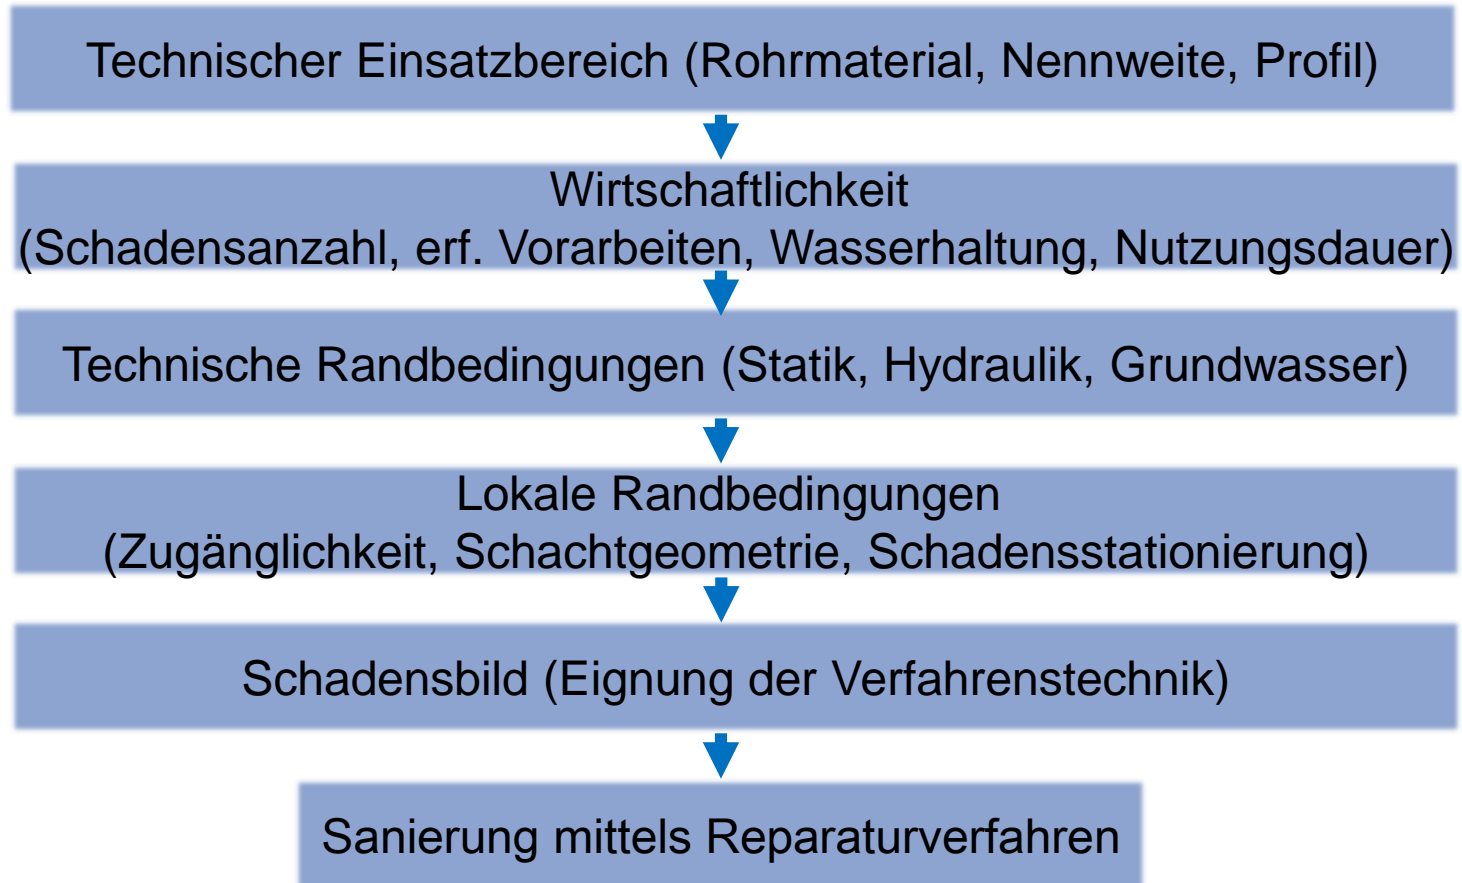 Technischer Einsatzbereich (Rohrmaterial, Nennweite, Profil)
Wirtschaftlichkeit
(Schadensanzahl, erf. Vorarbeiten, Wasserhaltung, Nutzungsdauer)
Technische Randbedingungen (Statik, Hydraulik, Grundwasser)
Lokale Randbedingungen
(Zugänglichkeit, Schachtgeometrie, Schadensstationierung)
Schadensbild (Eignung der Verfahrenstechnik)
Sanierung mittels Reparaturverfahren